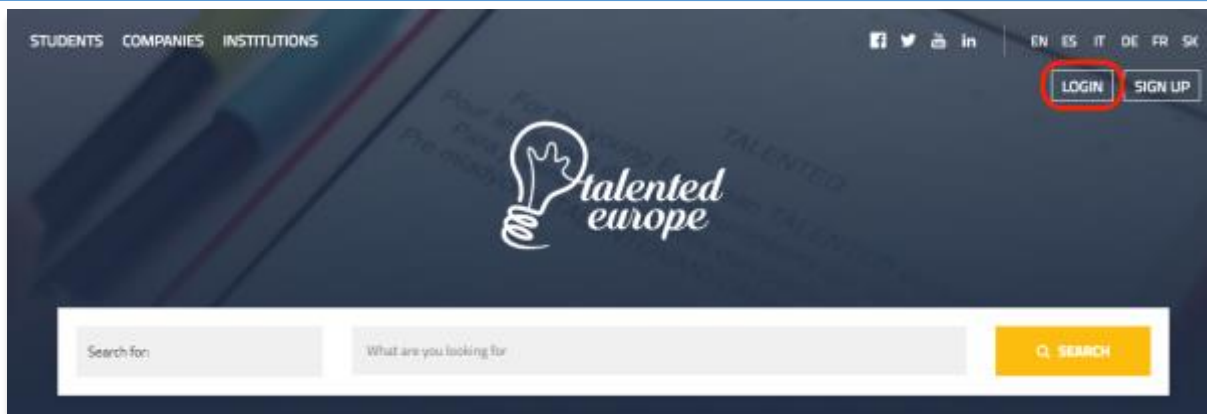 STUDENTS COMPANIES INSTITUTIONS
EN ES IT DE FR SK
LOGIN SIGN UP
TALENTED
talented
europe
Search for:
What are you looking for
SEARCH